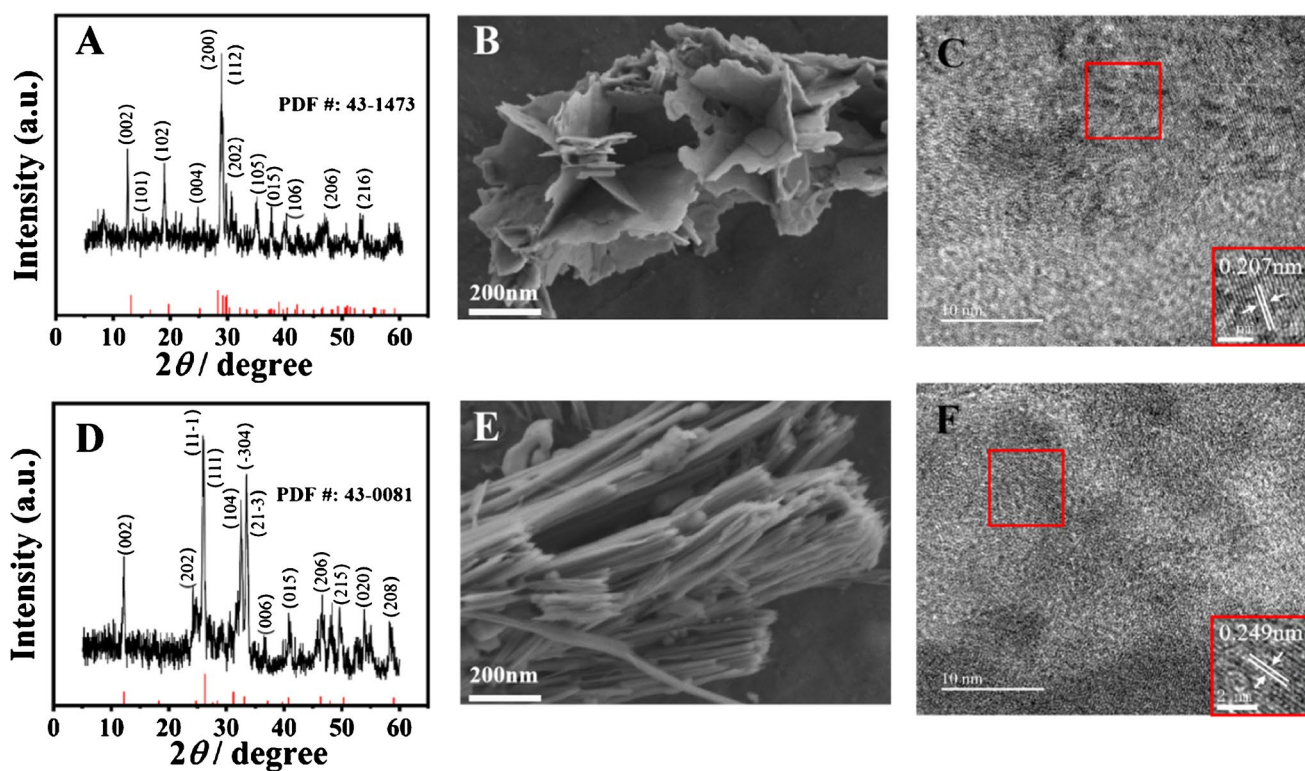 A
(200)
(112)
PDF #: 43-1473
(002)
(102)
(101)
(004)
(202)
(105)
(015)
(106)
(206)
(216)
Intensity (a.u.)
0 10 20 30 40 50 60
2θ / degree
B
200nm
C
10 nm
0.207nm
D
(11-1)
(111)
(-304)
(104)
(21-3)
PDF #: 43-0081
(002)
(202)
(006)
(015)
(206)
(215)
(020)
(208)
Intensity (a.u.)
0 10 20 30 40 50 60
2θ / degree
E
200nm
F
10 nm
0.249nm
2 nm